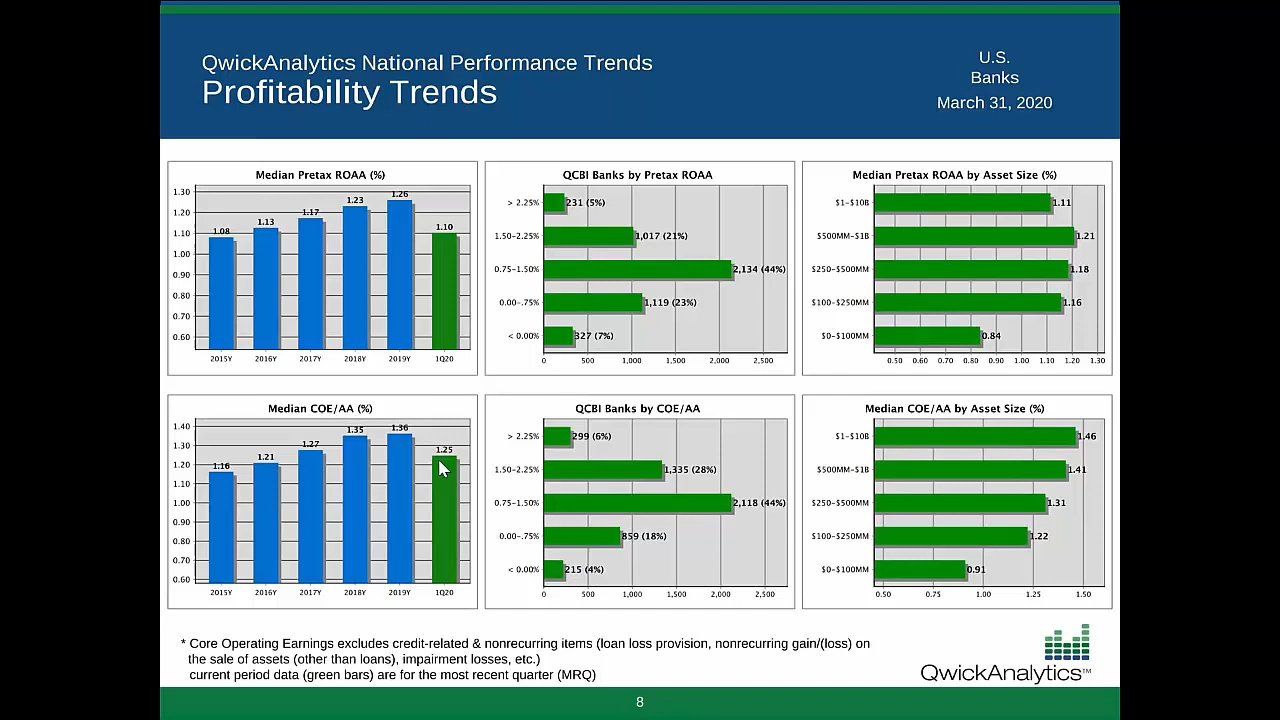 QwickAnalytics National Performance Trends
Profitability Trends
U.S.
Banks
March 31, 2020
Median Pretax ROAA (%)
1.30
1.20
1.10
1.00
0.90
0.80
0.70
0.60
1.08
1.13
1.17
1.23
1.26
1.10
2015Y 2016Y 2017Y 2018Y 2019Y 1Q20
QCBI Banks by Pretax ROAA
> 2.25% 231 (5%)
1.50-2.25% 1,017 (21%)
0.75-1.50% 2,134 (44%)
0.00-.75% 1,119 (23%)
< 0.00% 327 (7%)
0 500 1,000 1,500 2,000 2,500
Median Pretax ROAA by Asset Size (%)
$1-$10B 1.11
$500MM-$1B 1.21
$250-$500MM 1.18
$100-$250MM 1.16
$0-$100MM 0.84
0.50 0.60 0.70 0.80 0.90 1.00 1.10 1.20 1.30
Median COE/AA (%)
1.40
1.30
1.20
1.10
1.00
0.90
0.80
0.70
0.60
1.16
1.21
1.27
1.35
1.36
1.25
2015Y 2016Y 2017Y 2018Y 2019Y 1Q20
QCBI Banks by COE/AA
> 2.25% 299 (6%)
1.50-2.25% 1,335 (28%)
0.75-1.50% 2,118 (44%)
0.00-.75% 859 (18%)
< 0.00% 215 (4%)
0 500 1,000 1,500 2,000 2,500
Median COE/AA by Asset Size (%)
$1-$10B 1.46
$500MM-$1B 1.41
$250-$500MM 1.31
$100-$250MM 1.22
$0-$100MM 0.91
0.50 0.75 1.00 1.25 1.50
* Core Operating Earnings excludes credit-related & nonrecurring items (loan loss provision, nonrecurring gain/(loss) on
the sale of assets (other than loans), impairment losses, etc.)
current period data (green bars) are for the most recent quarter (MRQ)
QwickAnalytics™
8